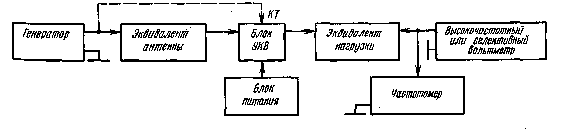 КТ
Генератор
Эквивалент
антенны
Блок
УКВ
Эквивалент
нагрузки
Высокочастотный
или селективный
вольтметр
Блок
питания
Частотомер